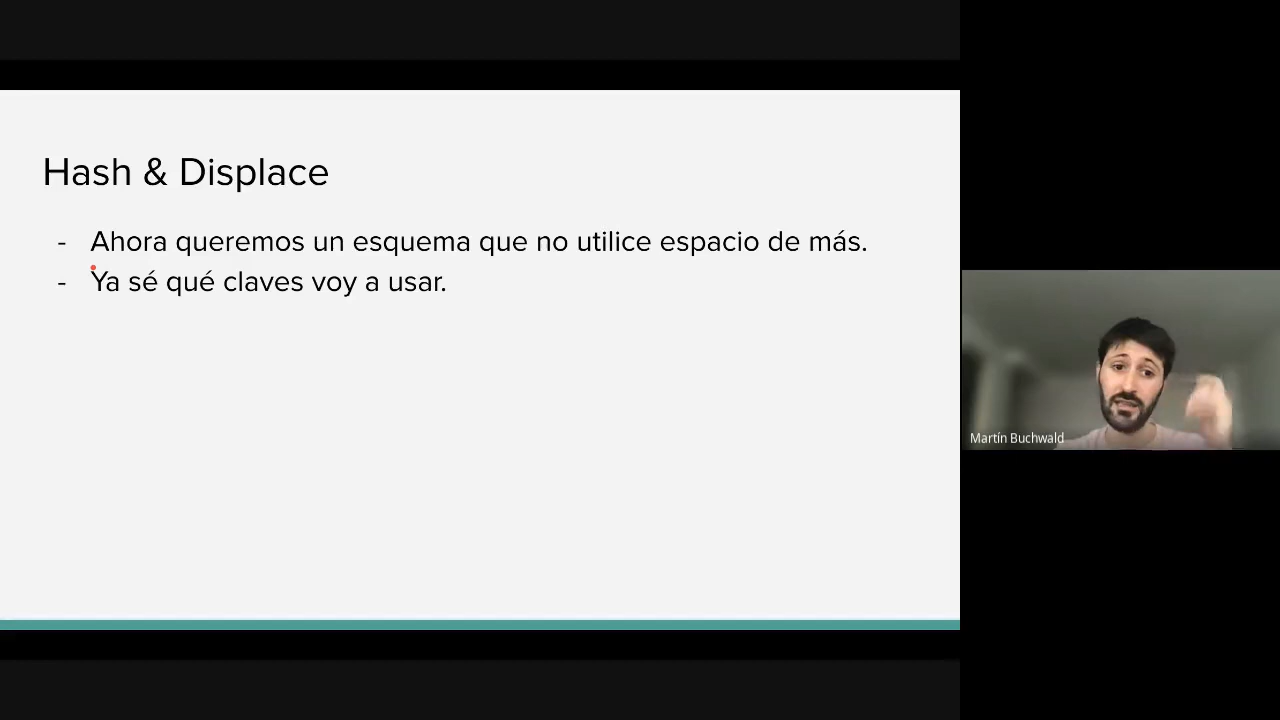 Hash & Displace
- Ahora queremos un esquema que no utilice espacio de más.
- Ya sé qué claves voy a usar.
Martín Buchwald